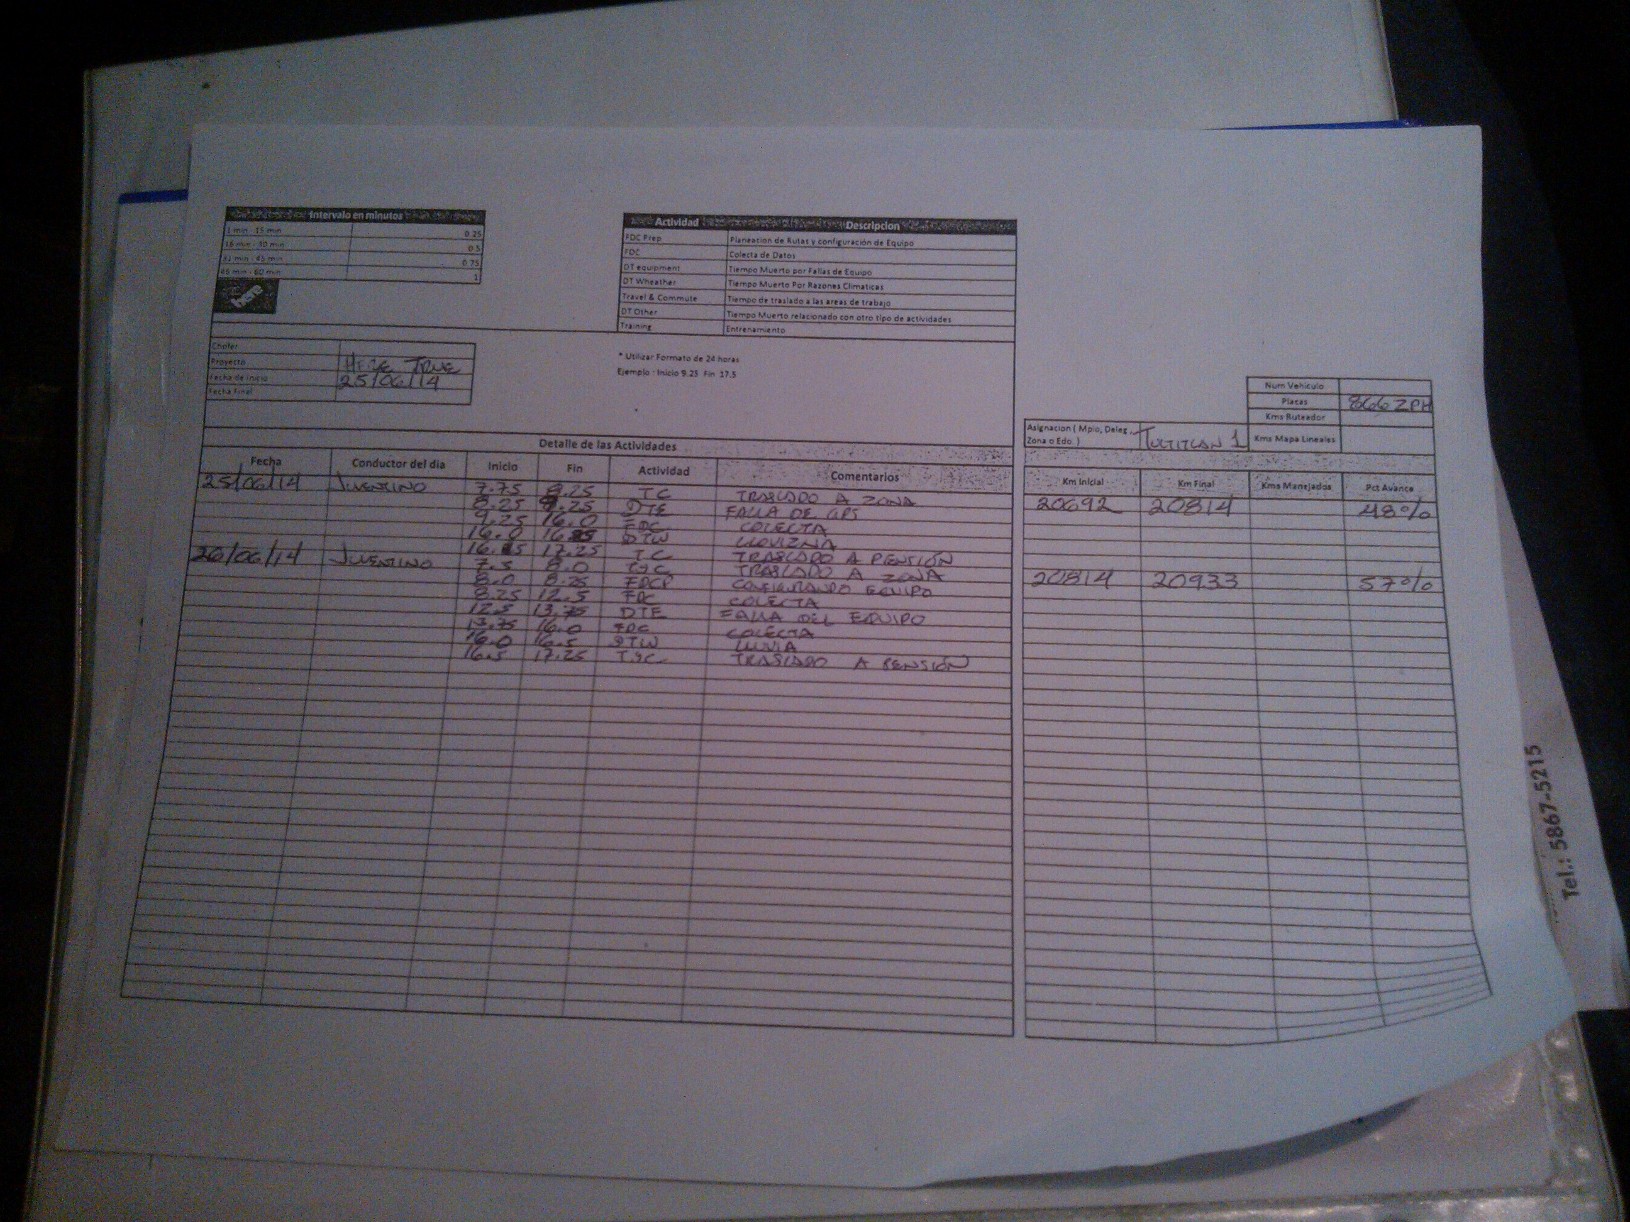 Intervalo en minutos
1 min - 15 min 0.25
16 min - 30 min 0.5
31 min - 45 min 0.75
45 min - 60 min 1
here
Actividad Descripcion
FDC Prep Planeation de Rutas y configuración de Equipo
FDC Colecta de Datos
DT equipment Tiempo Muerto por Fallas de Equipo
DT Wheather Tiempo Muerto Por Razones Climaticas
Travel & Commute Tiempo de traslado a las areas de trabajo
DT Other Tiempo Muerto relacionado con otro tipo de actividades
Training Entrenamiento
* Utilizar Formato de 24 horas
Ejemplo : Inicio 9.25 Fin 17.5
Chofer
Proyecto HERE TRUE
Fecha de Inicio 25/06/14
Fecha Final
Num Vehiculo
Placas 866ZPH
Kms Ruteador
Kms Mapa Lineales
Asignacion ( Mpio, Deleg.,
Zona o Edo. ) TULTITLAN 1
Detalle de las Actividades
Fecha Conductor del dia Inicio Fin Actividad Comentarios Km Inicial Km Final Kms Manejados Pct Avance
25/06/14 JUVENTINO 7.75 8.25 TC TRASLADO A ZONA 20692 20814 48%
8.25 9.25 DTE FALLA DE GPS
9.25 16.0 FDC COLECTA
16.0 DTW LLOVIZNA
17.25 TC TRASLADO A PENSIÓN
26/06/14 JUVENTINO 7.5 8.0 TYC TRASLADO A ZONA 20814 20933 57%
8.0 8.25 FDCP CONFIGURANDO EQUIPO
8.25 12.5 FDC COLECTA
12.5 13.75 DTE FALLA DEL EQUIPO
13.75 16.0 FDC COLECTA
16.0 16.5 DTW LLUVIA
16.5 17.25 TYC TRASLADO A PENSIÓN
Tel.: 5867-5215